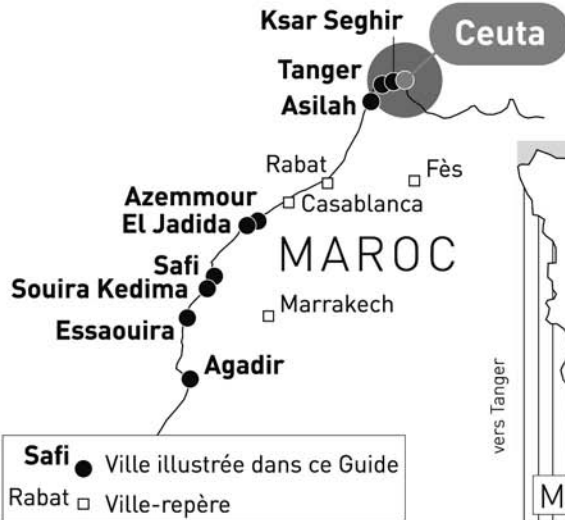 Ksar Seghir
Ceuta
Tanger
Asilah
Rabat
Fès
Azemmour
Casablanca
El Jadida
MAROC
Safi
Souira Kedima
Marrakech
Essaouira
Agadir
vers Tanger
Safi Ville illustrée dans ce Guide
Rabat Ville-repère
M